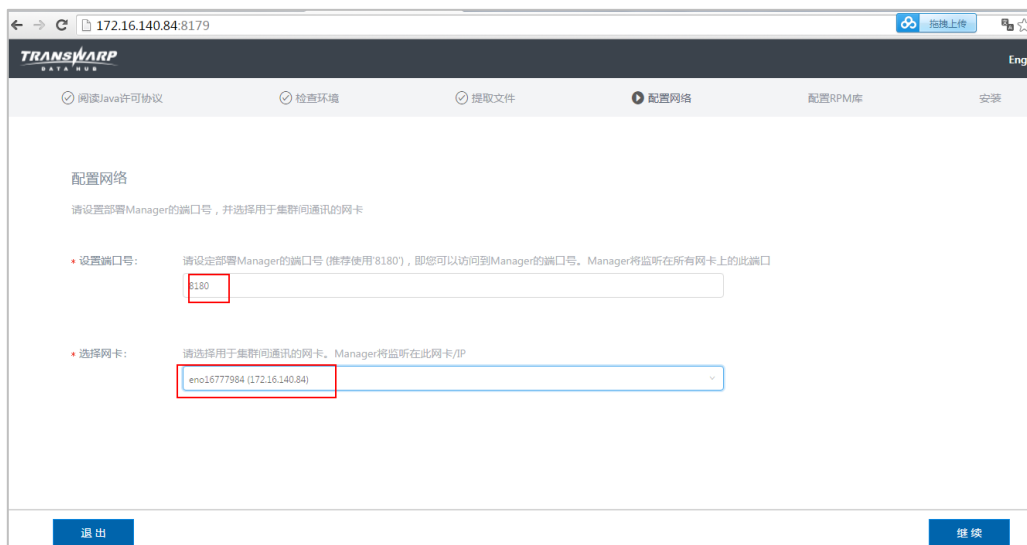 172.16.140.84:8179
拖拽上传
TRANSWARP
DATA HUB
Eng
阅读Java许可协议 检查环境 提取文件 配置网络 配置RPM库 安装
配置网络
请设置部署Manager的端口号，并选择用于集群间通讯的网卡
* 设置端口号： 请设定部署Manager的端口号 (推荐使用'8180')，即您可以访问到Manager的端口号。Manager将监听在所有网卡上的此端口
8180
* 选择网卡： 请选择用于集群间通讯的网卡。Manager将监听在此网卡/IP
eno16777984 (172.16.140.84)
退出 继续